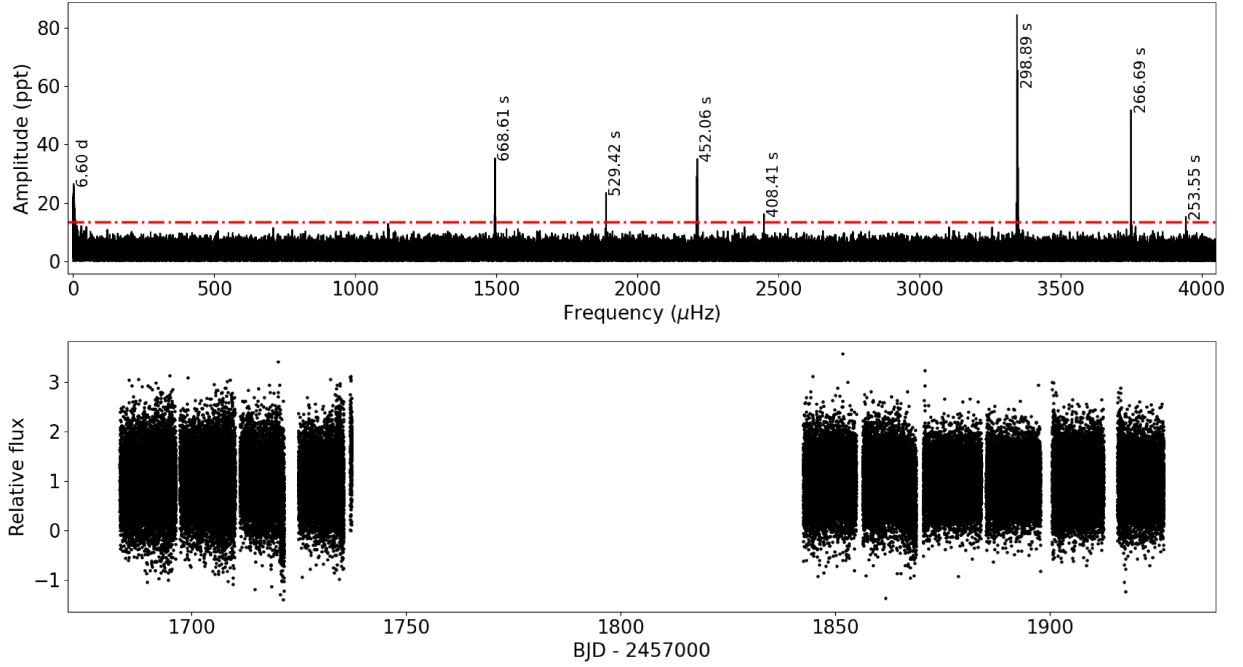 Amplitude (ppt)
80
60
40
20
0
6.60 d
668.61 s
529.42 s
452.06 s
408.41 s
298.89 s
266.69 s
253.55 s
0 500 1000 1500 2000 2500 3000 3500 4000
Frequency (μHz)
Relative flux
3
2
1
0
−1
1700 1750 1800 1850 1900
BJD - 2457000